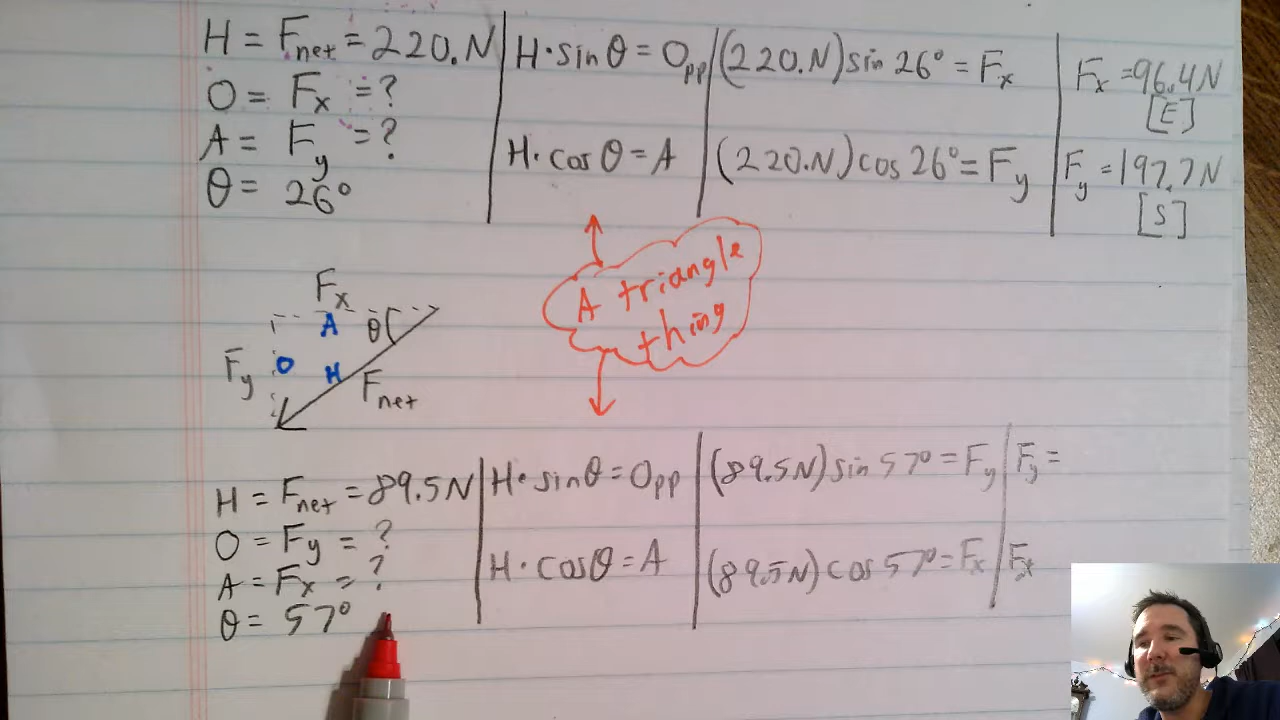 H = Fnet = 220.N
O = Fx = ?
A = Fy = ?
θ = 26°
H·sinθ = Opp
H·cosθ = A
(220.N)sin 26° = Fx
(220.N)cos 26° = Fy
Fx = 96.4N
[E]
Fy = 197.7N
[S]
A triangle
thing
Fx
A θ
Fy O H
Fnet
H = Fnet = 89.5N
O = Fy = ?
A = Fx = ?
θ = 57°
H·sinθ = Opp
H·cosθ = A
(89.5N)sin 57° = Fy
(89.5N)cos 57° = Fx
Fy =
Fx